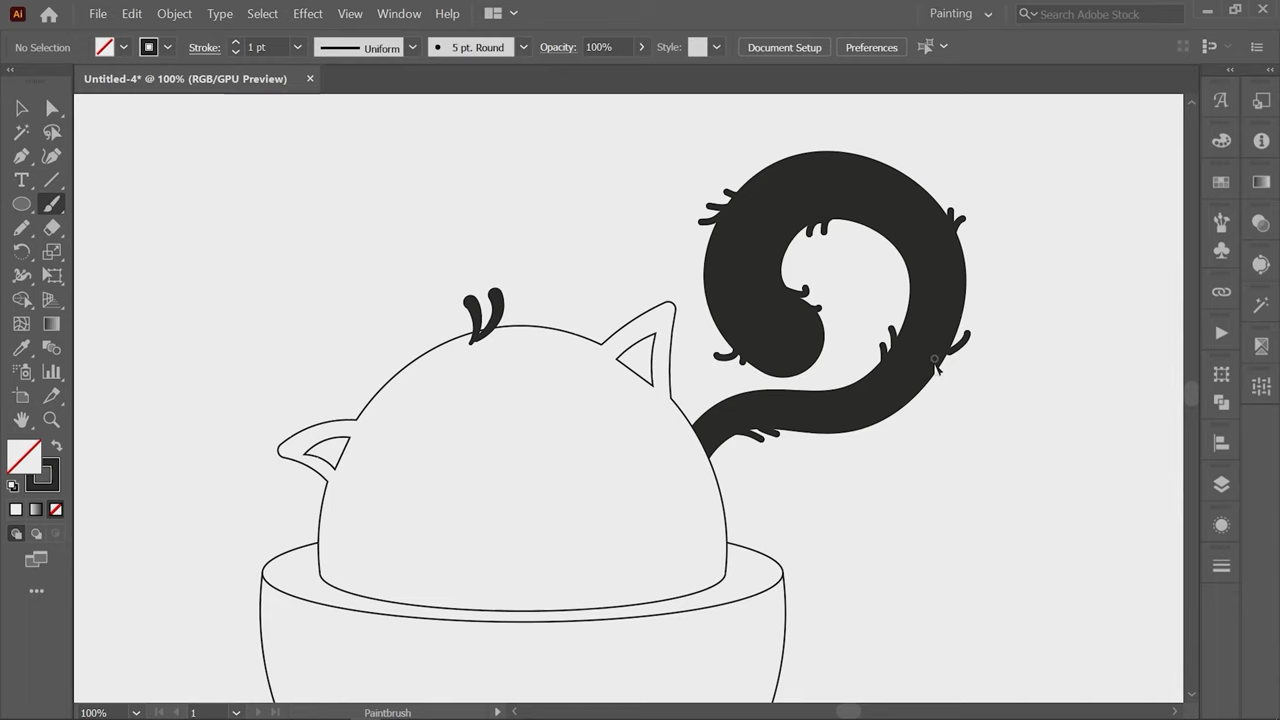 Ai File Edit Object Type Select Effect View Window Help Painting Search Adobe Stock
No Selection Stroke: 1 pt Uniform 5 pt. Round Opacity: 100% Style: Document Setup Preferences
Untitled-4* @ 100% (RGB/GPU Preview)
100% 1 Paintbrush